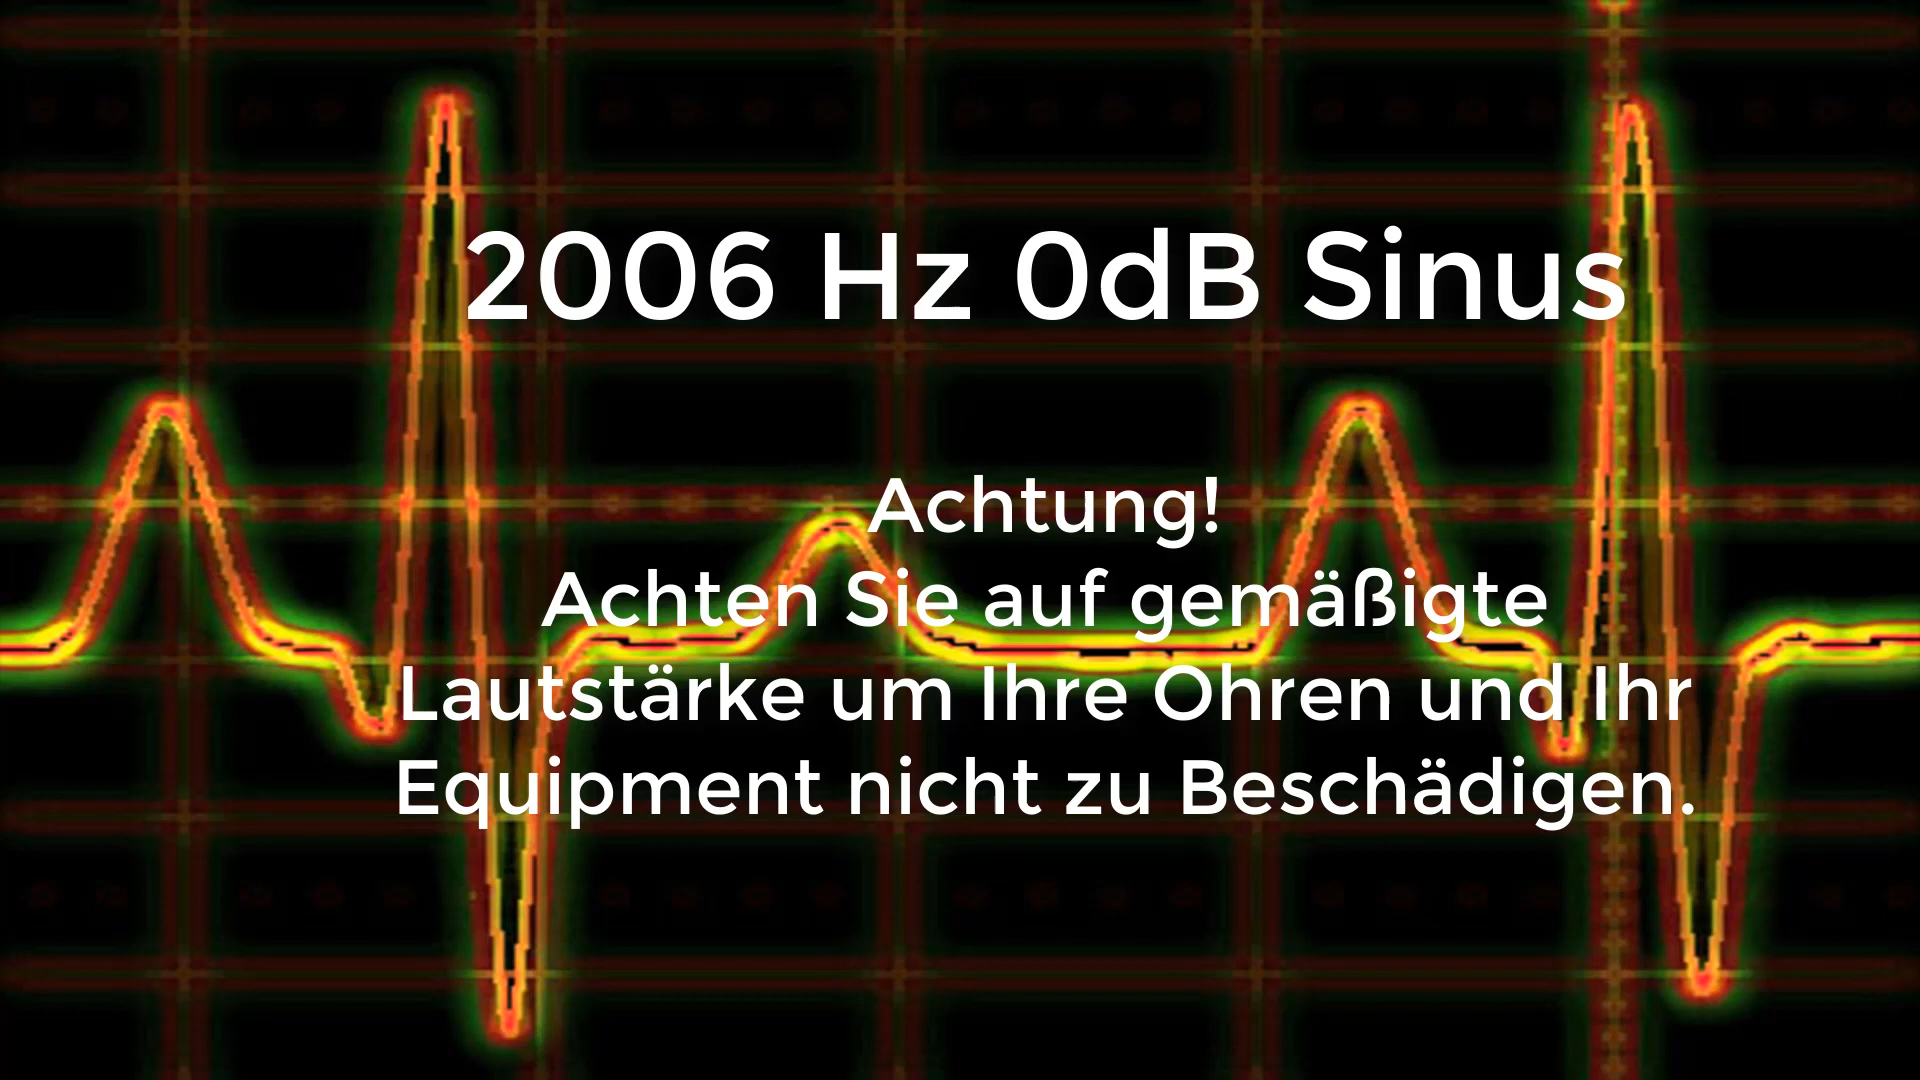 2006 Hz 0dB Sinus
Achtung!
Achten Sie auf gemäßigte
Lautstärke um Ihre Ohren und Ihr
Equipment nicht zu Beschädigen.